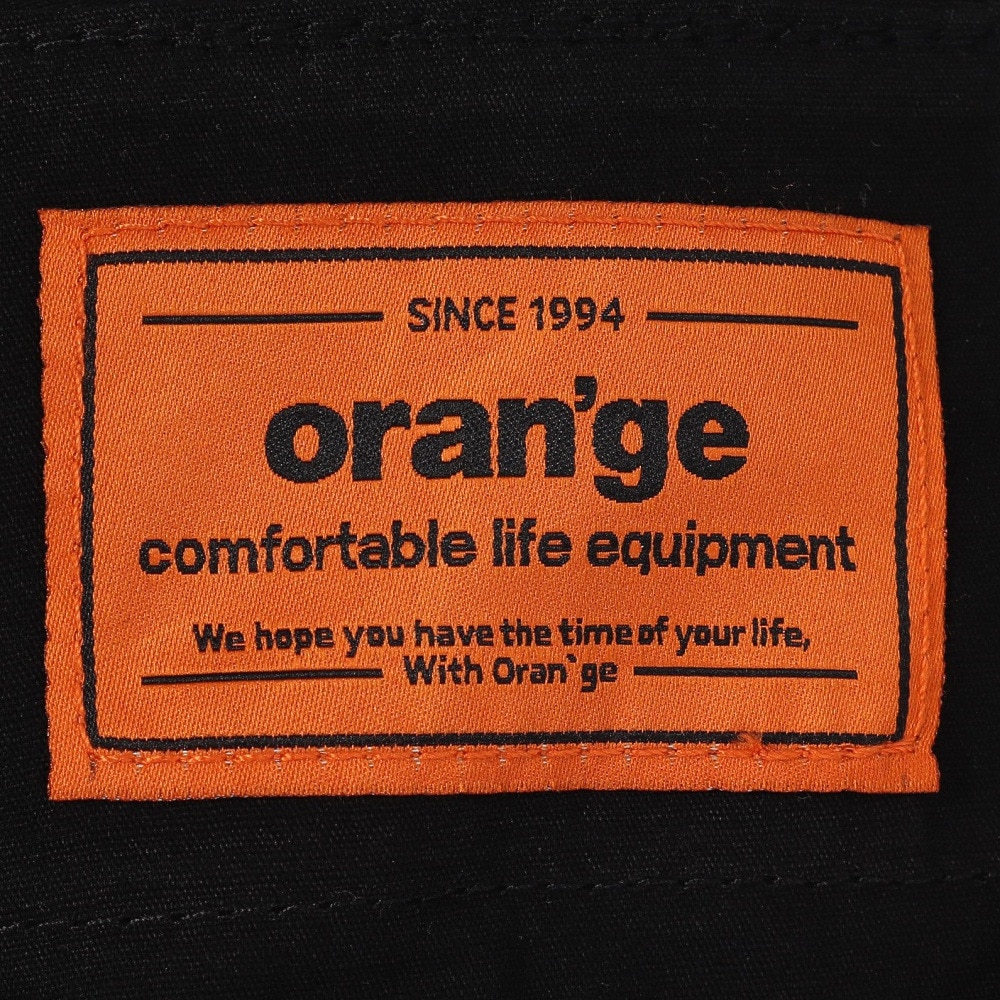 SINCE 1994
oran'ge
comfortable life equipment
We hope you have the time of your life,
With Oran`ge